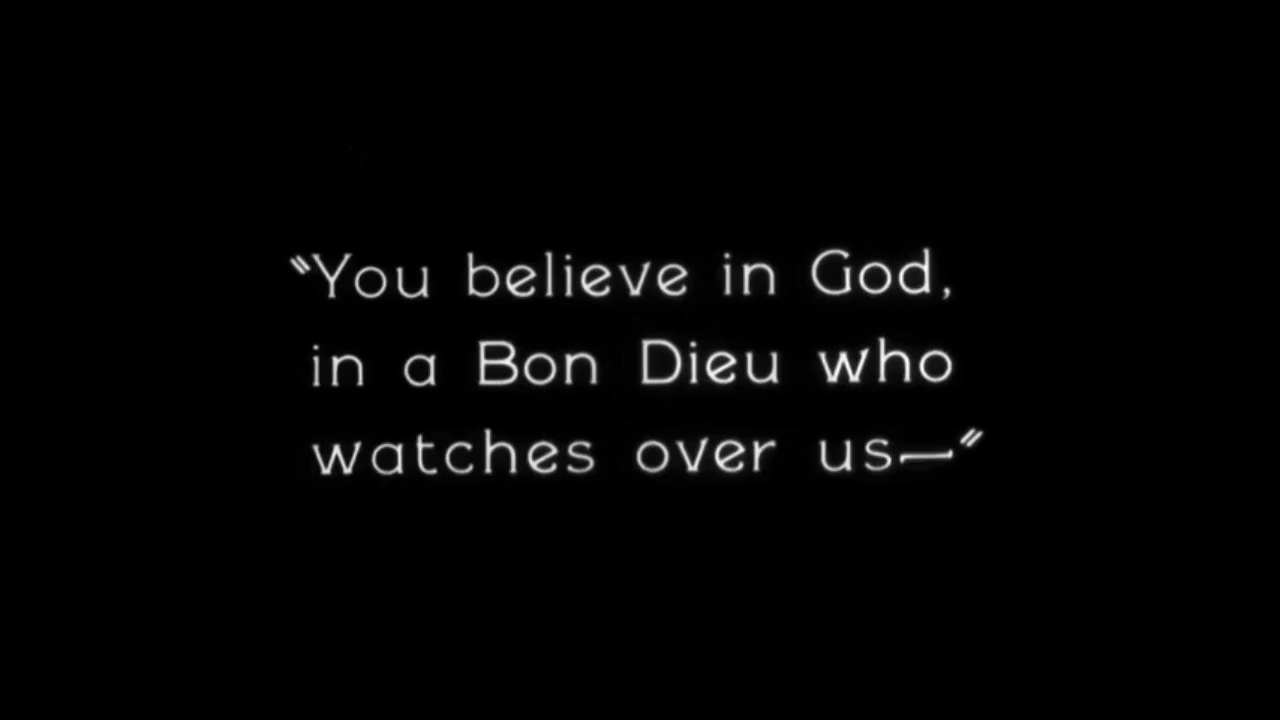 "You believe in God,
in a Bon Dieu who
watches over us—"